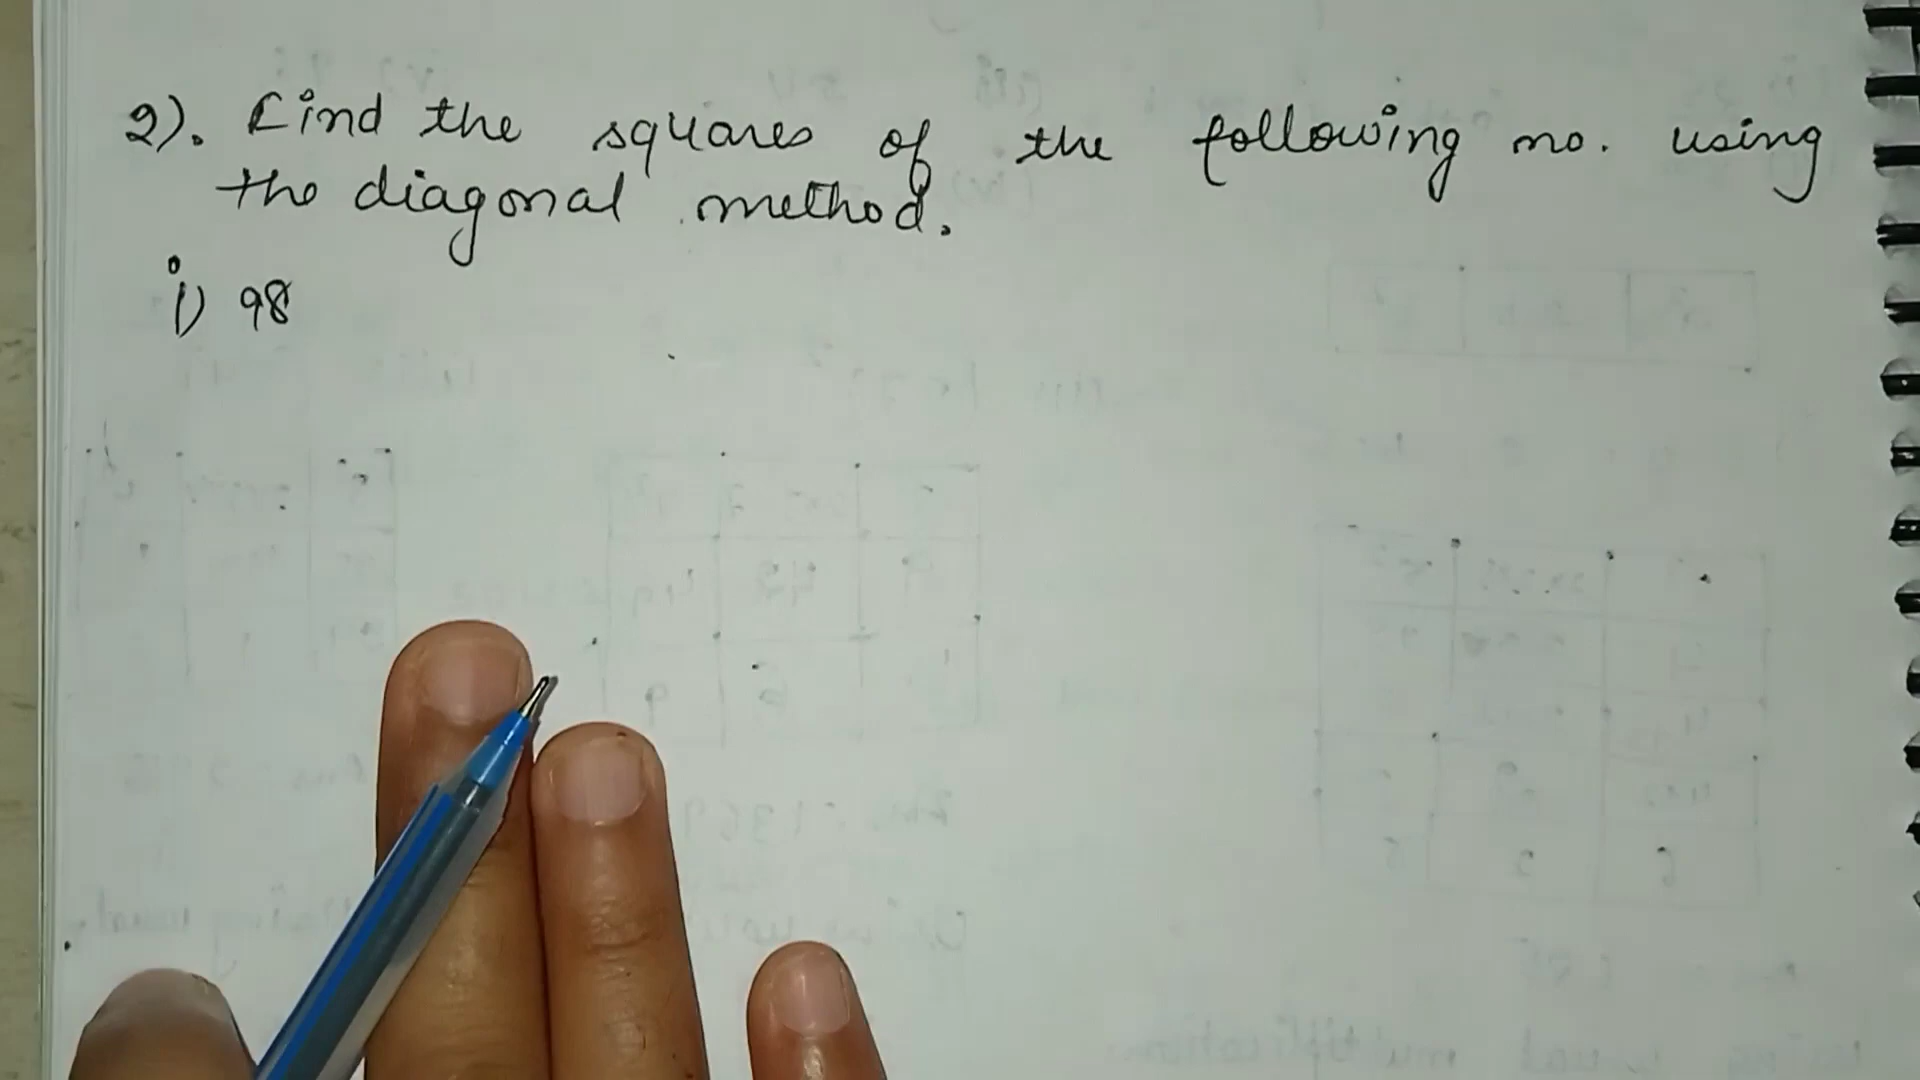 2). Find the squares of the following no. using
the diagonal method.
i) 98